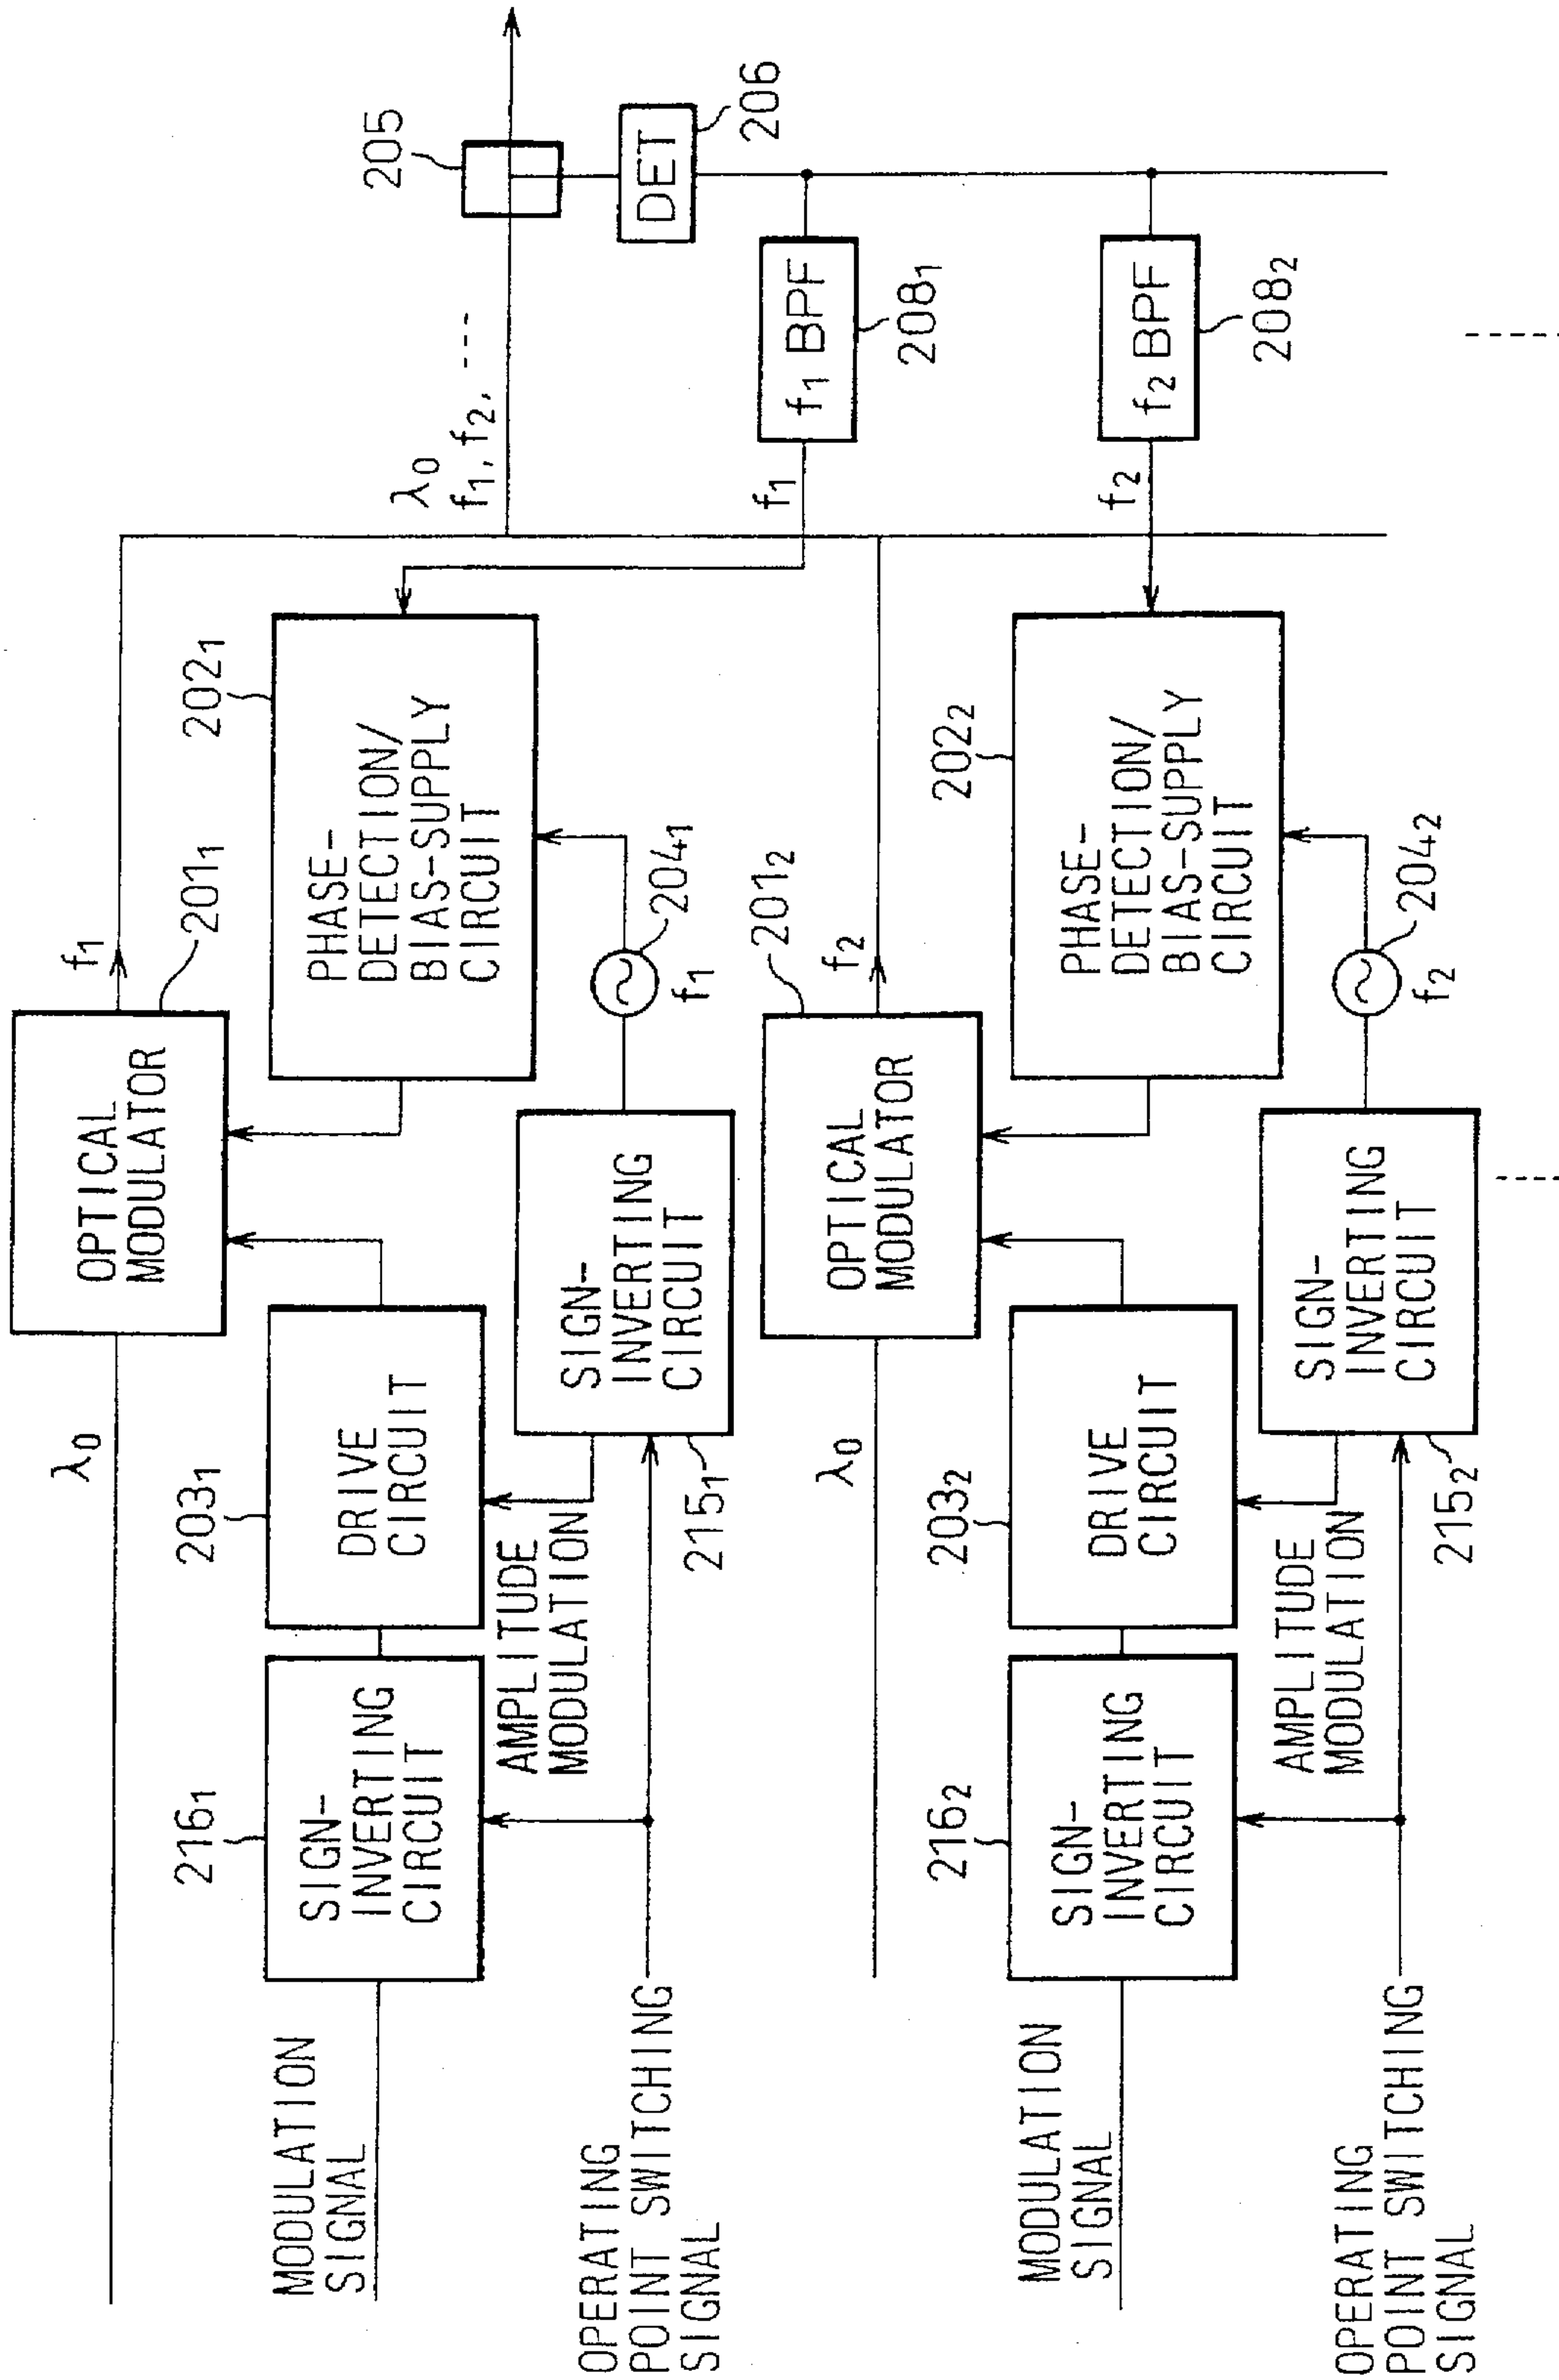 λ0
f1
OPTICAL
MODULATOR
2011
λ0
f1, f2, ---
205
DET
206
MODULATION
SIGNAL
2161
SIGN-
INVERTING
CIRCUIT
2031
DRIVE
CIRCUIT
2021
PHASE-
DETECTION/
BIAS-SUPPLY
CIRCUIT
AMPLITUDE
MODULATION
SIGN-
INVERTING
CIRCUIT
2151
2041
f1
f1
f1 BPF
2081
OPERATING
POINT SWITCHING
SIGNAL
λ0
OPTICAL
MODULATOR
2012
f2
MODULATION
SIGNAL
2162
SIGN-
INVERTING
CIRCUIT
2032
DRIVE
CIRCUIT
2022
PHASE-
DETECTION/
BIAS-SUPPLY
CIRCUIT
f2
f2 BPF
2082
AMPLITUDE
MODULATION
SIGN-
INVERTING
CIRCUIT
2152
2042
f2
OPERATING
POINT SWITCHING
SIGNAL